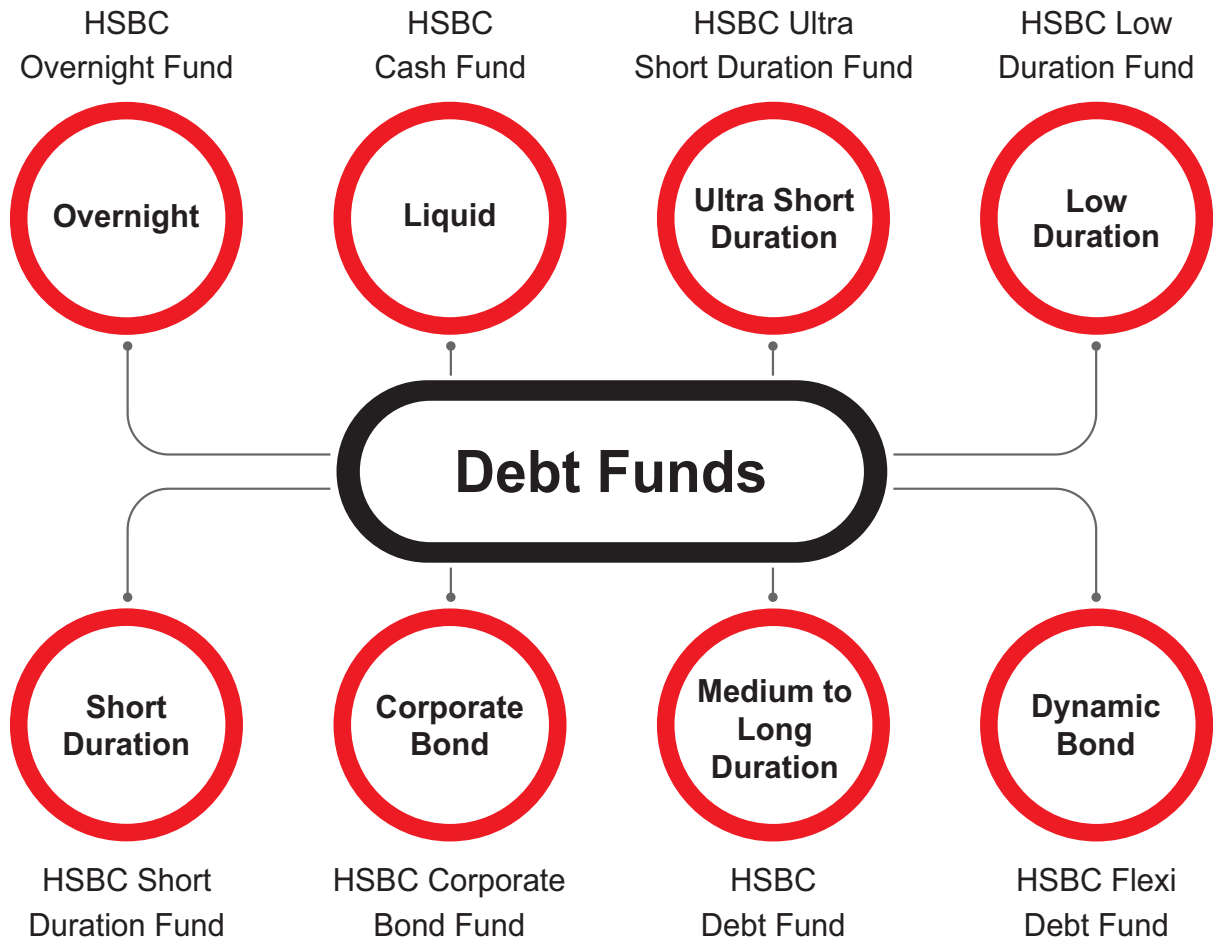 HSBC
Overnight Fund
HSBC
Cash Fund
HSBC Ultra
Short Duration Fund
HSBC Low
Duration Fund
Overnight
Liquid
Ultra Short
Duration
Low
Duration
Debt Funds
Short
Duration
Corporate
Bond
Medium to
Long
Duration
Dynamic
Bond
HSBC Short
Duration Fund
HSBC Corporate
Bond Fund
HSBC
Debt Fund
HSBC Flexi
Debt Fund